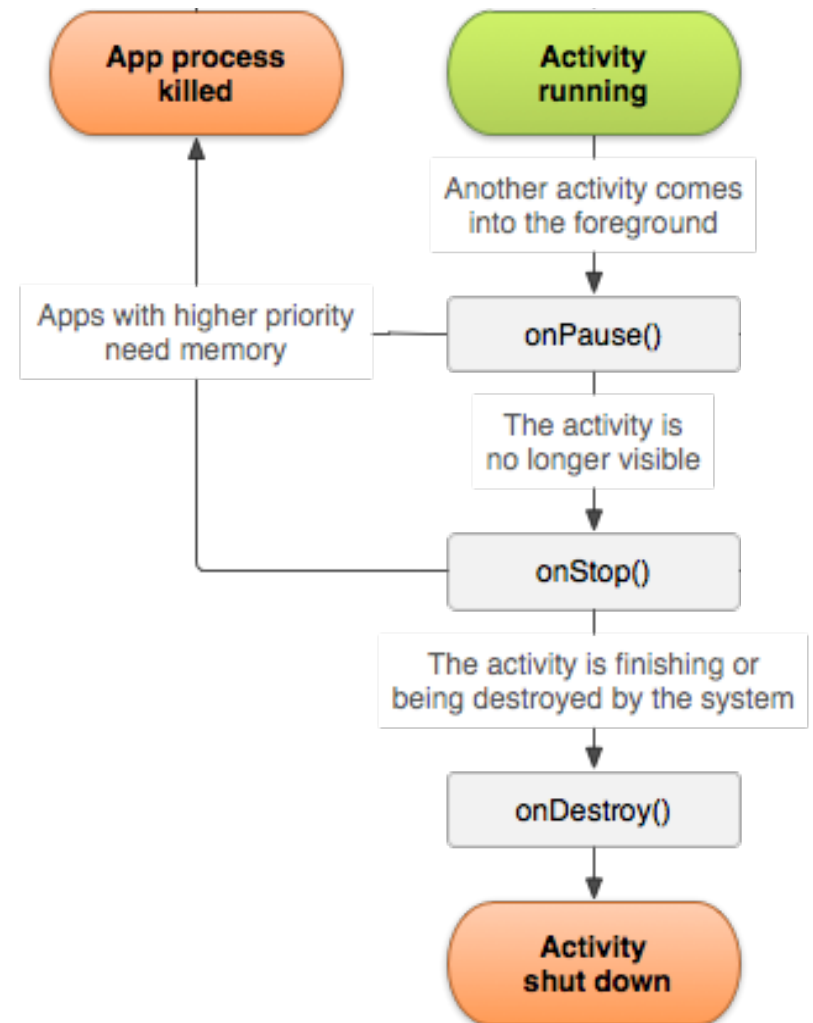 App process
killed
Activity
running
Another activity comes
into the foreground
Apps with higher priority
need memory
onPause()
The activity is
no longer visible
onStop()
The activity is finishing or
being destroyed by the system
onDestroy()
Activity
shut down